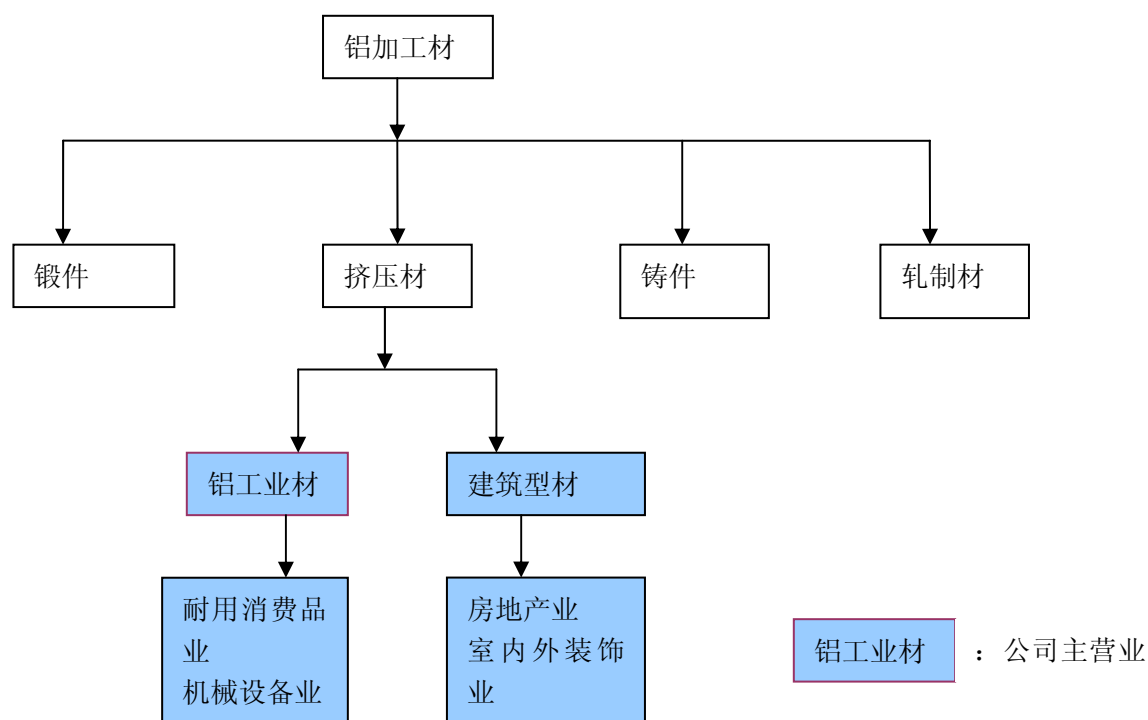 铝加工材
锻件
挤压材
铸件
轧制材
铝工业材
建筑型材
耐用消费品
业
机械设备业
房地产业
室内外装饰
业
铝工业材 ：公司主营业